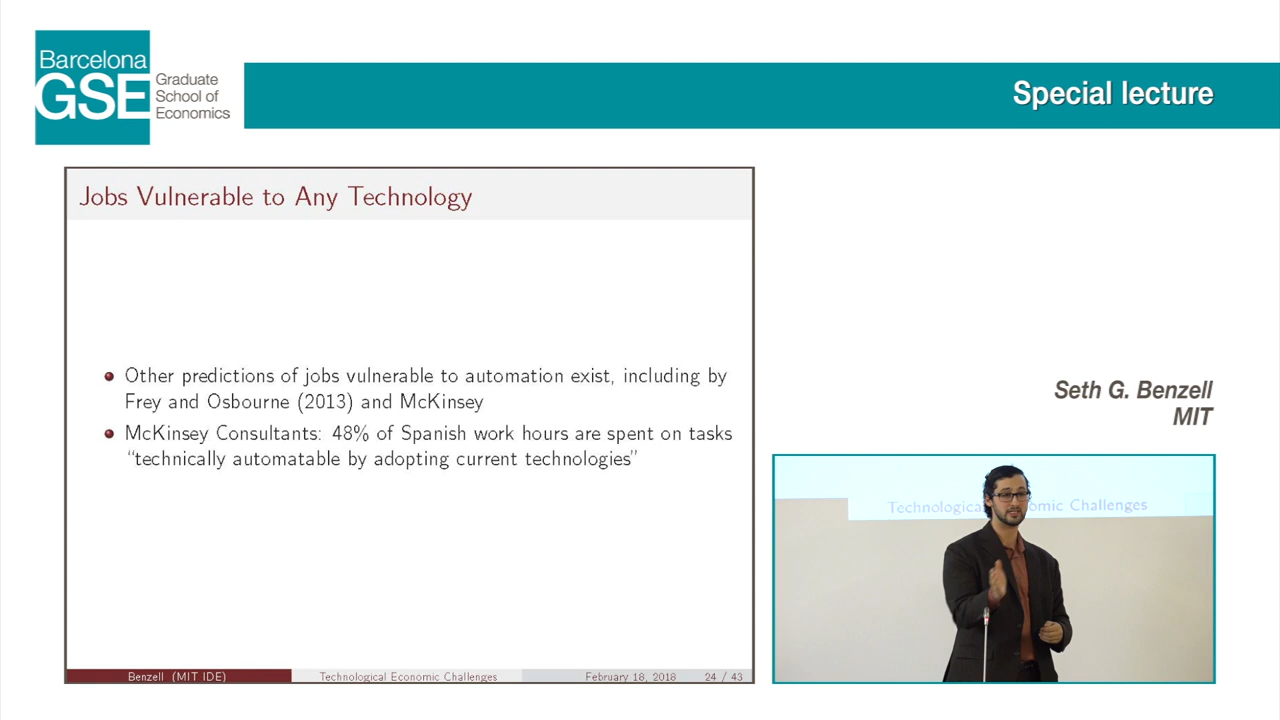 Barcelona
GSE
Graduate
School of
Economics
Special lecture
Jobs Vulnerable to Any Technology
Other predictions of jobs vulnerable to automation exist, including by
Frey and Osbourne (2013) and McKinsey
McKinsey Consultants: 48% of Spanish work hours are spent on tasks
“technically automatable by adopting current technologies”
Benzell (MIT IDE)
Technological Economic Challenges
February 18, 2018
24 / 43
Seth G. Benzell
MIT
Technologica omic Challenges